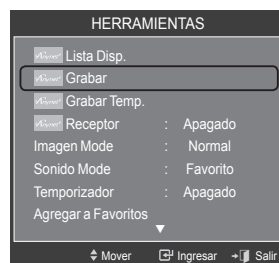 HERRAMIENTAS
Lista Disp.
Grabar
Grabar Temp.
Receptor : Apagado
Imagen Mode : Normal
Sonido Mode : Favorito
Temporizador : Apagado
Agregar a Favoritos
Mover Ingresar Salir